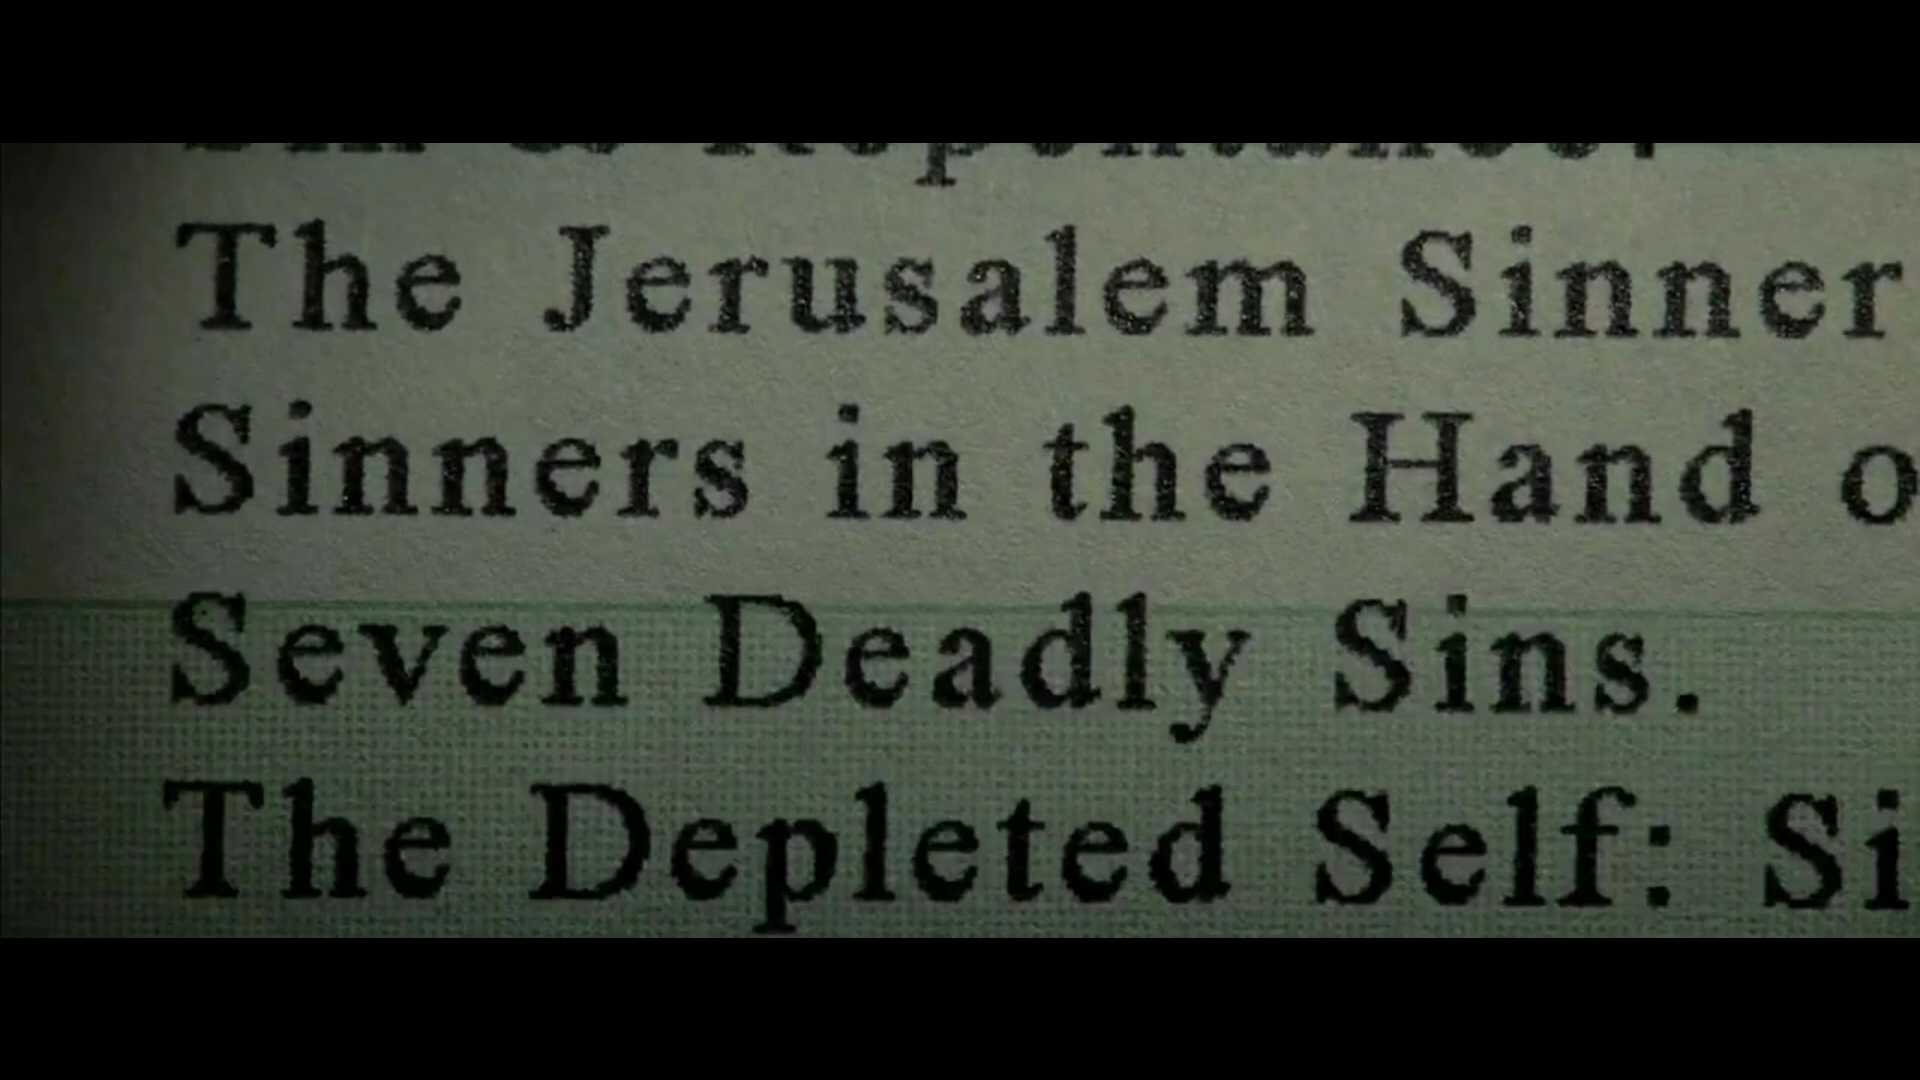 The Jerusalem Sinner
Sinners in the Hand o
Seven Deadly Sins.
The Depleted Self: Si